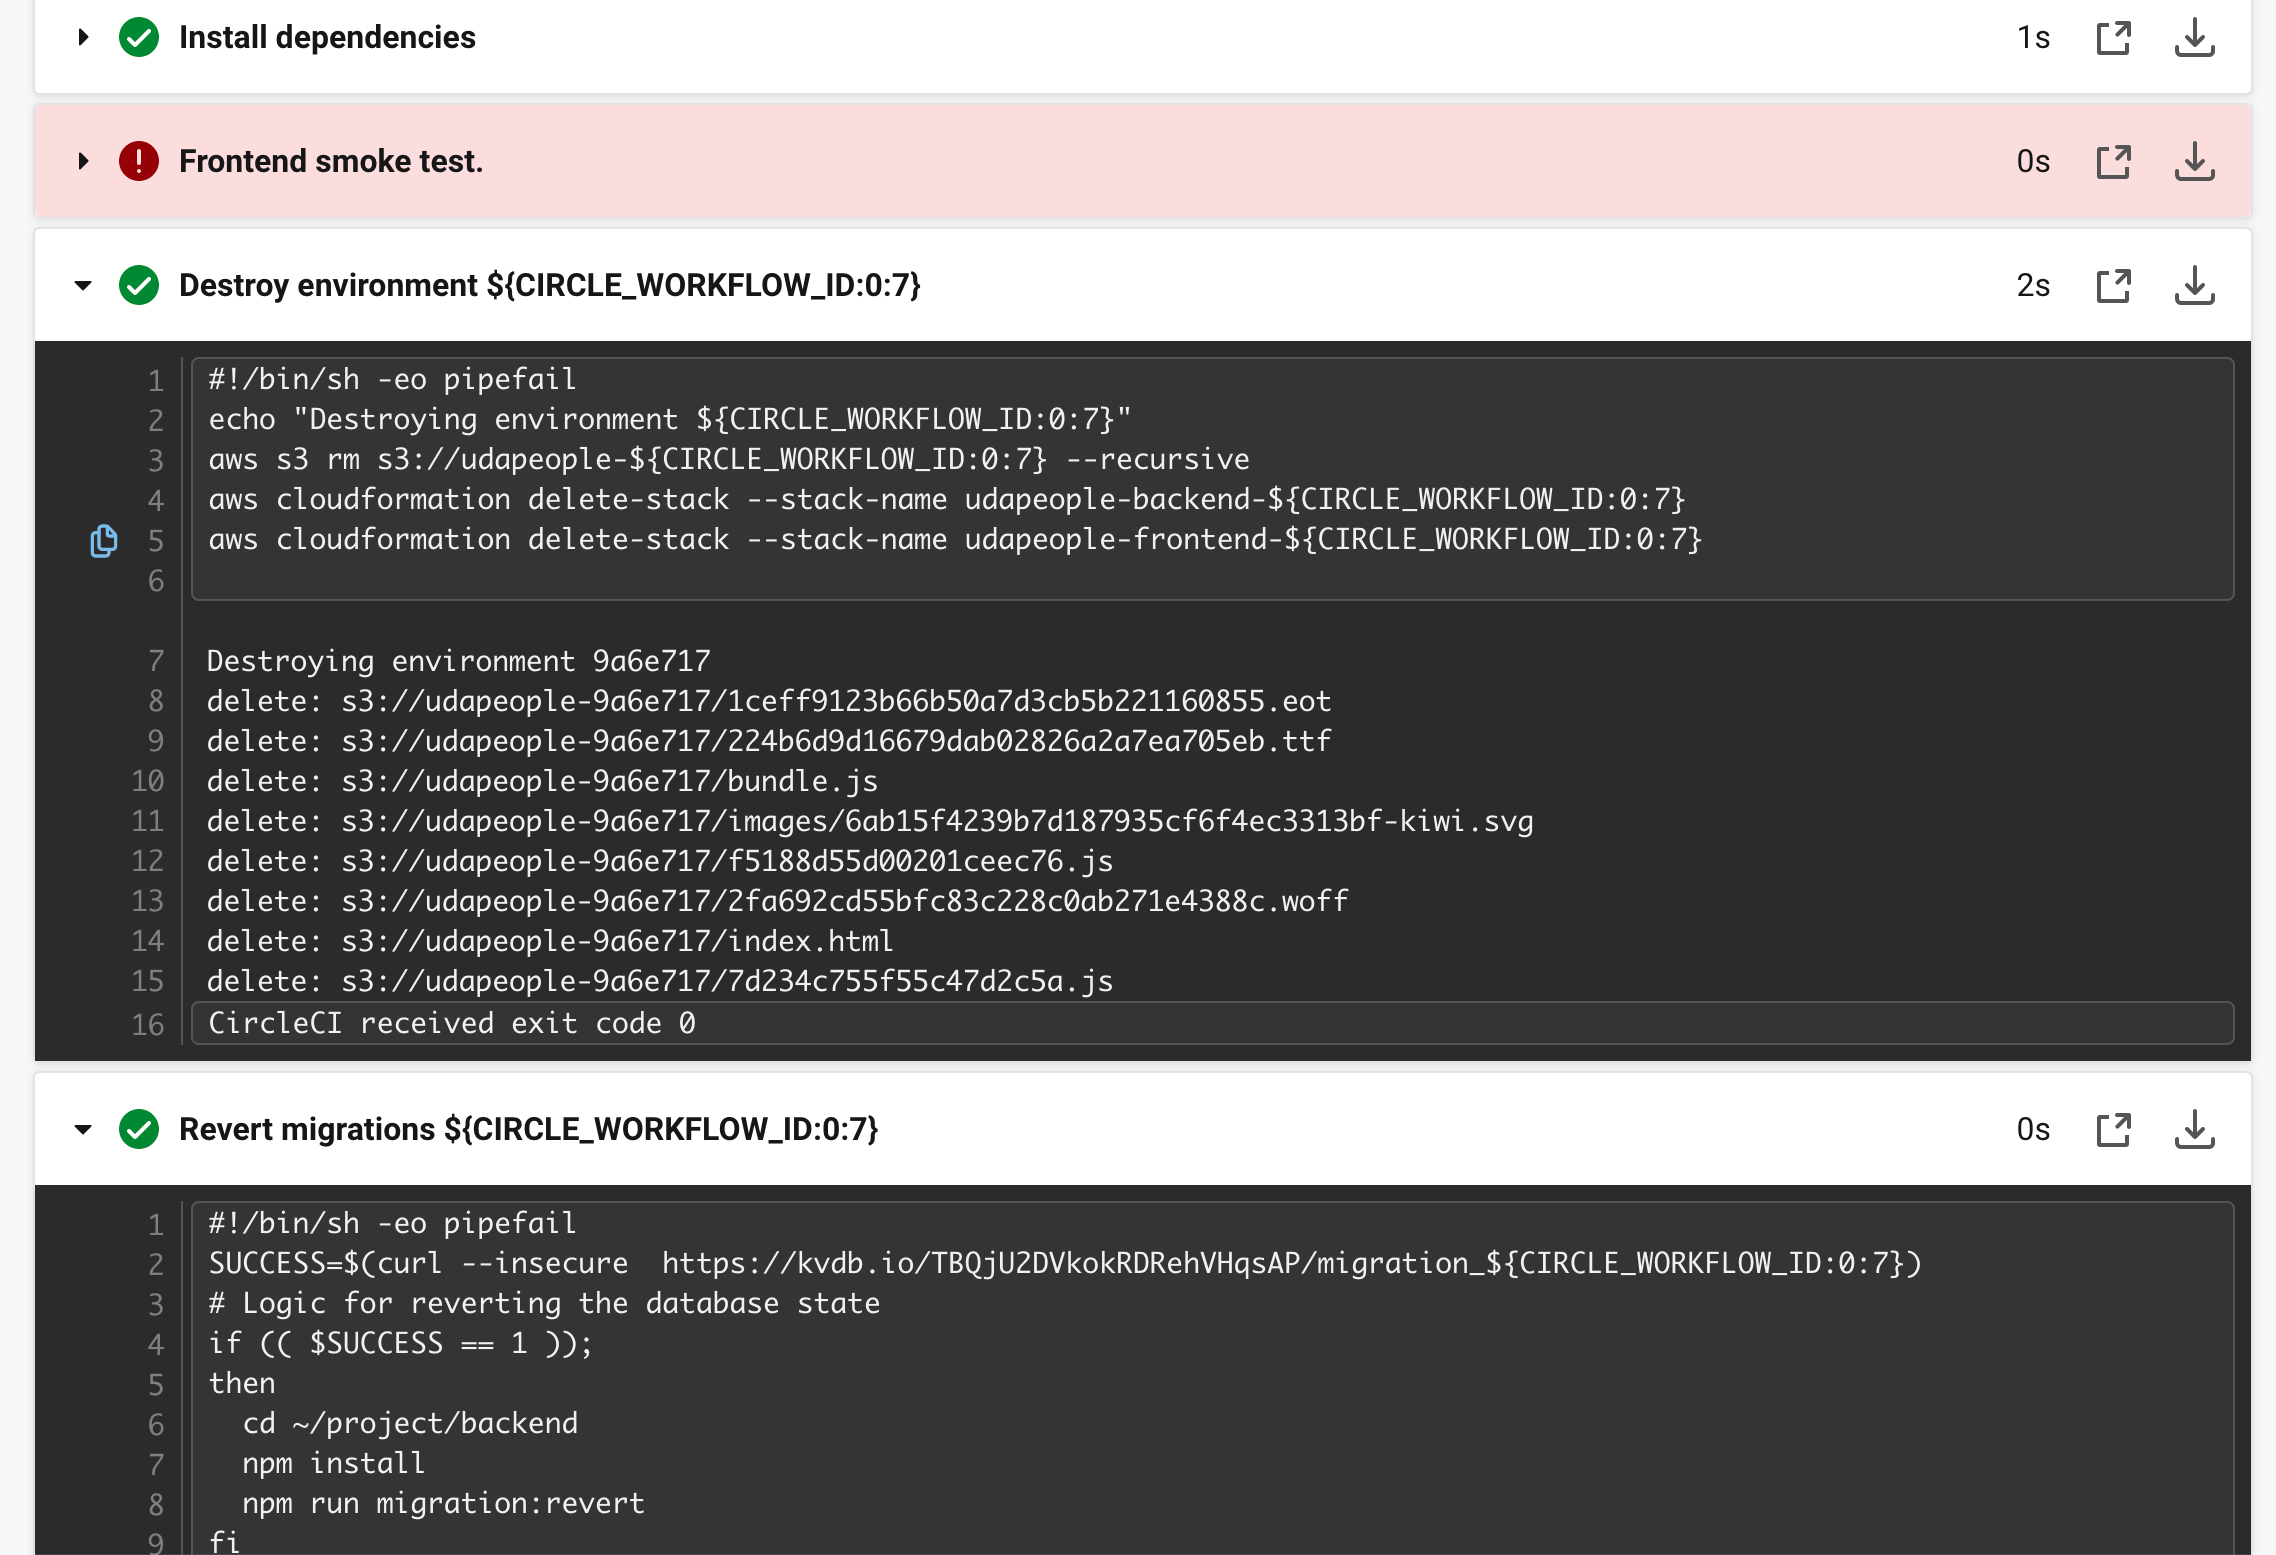 Install dependencies 1s
Frontend smoke test. 0s
Destroy environment ${CIRCLE_WORKFLOW_ID:0:7} 2s
1 #!/bin/sh -eo pipefail
2 echo "Destroying environment ${CIRCLE_WORKFLOW_ID:0:7}"
3 aws s3 rm s3://udapeople-${CIRCLE_WORKFLOW_ID:0:7} --recursive
4 aws cloudformation delete-stack --stack-name udapeople-backend-${CIRCLE_WORKFLOW_ID:0:7}
5 aws cloudformation delete-stack --stack-name udapeople-frontend-${CIRCLE_WORKFLOW_ID:0:7}
6
7 Destroying environment 9a6e717
8 delete: s3://udapeople-9a6e717/1ceff9123b66b50a7d3cb5b221160855.eot
9 delete: s3://udapeople-9a6e717/224b6d9d16679dab02826a2a7ea705eb.ttf
10 delete: s3://udapeople-9a6e717/bundle.js
11 delete: s3://udapeople-9a6e717/images/6ab15f4239b7d187935cf6f4ec3313bf-kiwi.svg
12 delete: s3://udapeople-9a6e717/f5188d55d00201ceec76.js
13 delete: s3://udapeople-9a6e717/2fa692cd55bfc83c228c0ab271e4388c.woff
14 delete: s3://udapeople-9a6e717/index.html
15 delete: s3://udapeople-9a6e717/7d234c755f55c47d2c5a.js
16 CircleCI received exit code 0
Revert migrations ${CIRCLE_WORKFLOW_ID:0:7} 0s
1 #!/bin/sh -eo pipefail
2 SUCCESS=$(curl --insecure  https://kvdb.io/TBQjU2DVkokRDRehVHqsAP/migration_${CIRCLE_WORKFLOW_ID:0:7})
3 # Logic for reverting the database state
4 if (( $SUCCESS == 1 ));
5 then
6   cd ~/project/backend
7   npm install
8   npm run migration:revert
9 fi